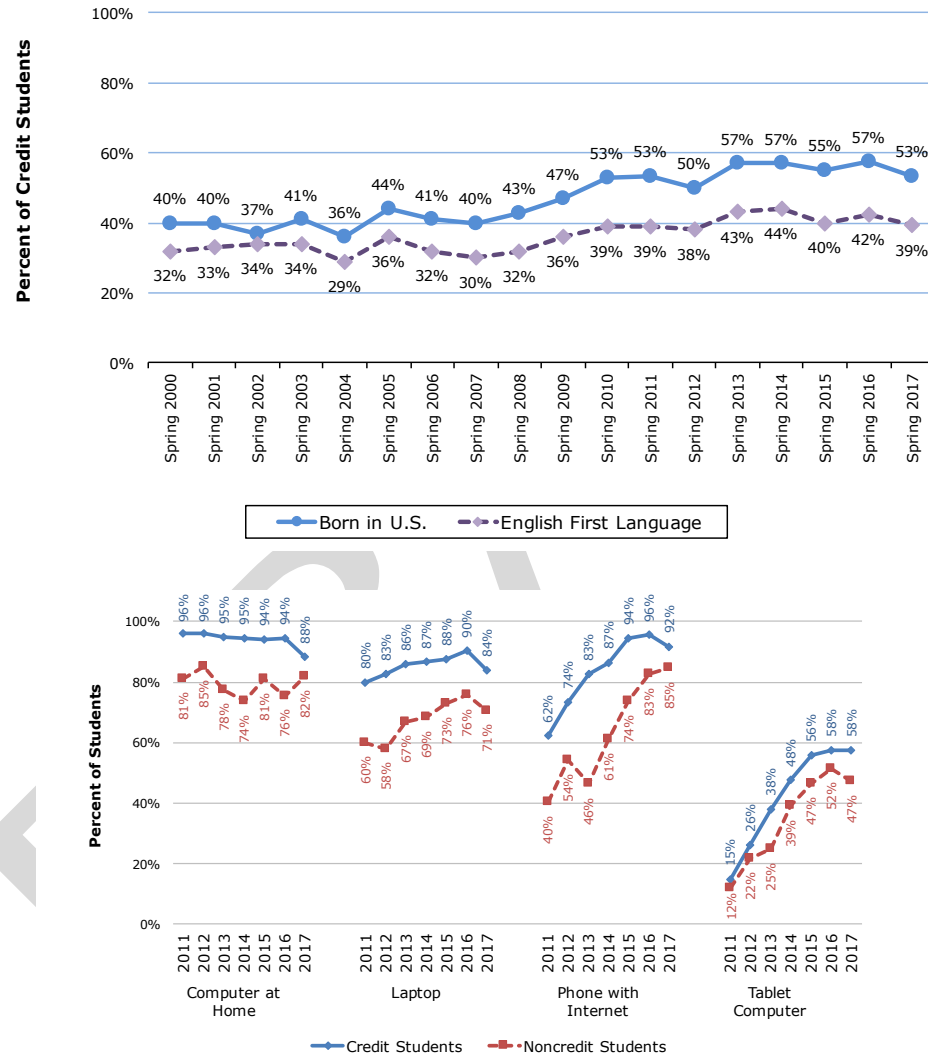 100%
80%
60%
40%
20%
0%
Percent of Credit Students
40% 40% 37% 41% 36% 44% 41% 40% 43% 47% 53% 53% 50% 57% 57% 55% 57% 53%
32% 33% 34% 34% 29% 36% 32% 30% 32% 36% 39% 39% 38% 43% 44% 40% 42% 39%
Spring 2000
Spring 2001
Spring 2002
Spring 2003
Spring 2004
Spring 2005
Spring 2006
Spring 2007
Spring 2008
Spring 2009
Spring 2010
Spring 2011
Spring 2012
Spring 2013
Spring 2014
Spring 2015
Spring 2016
Spring 2017
Born in U.S. English First Language
100%
80%
60%
40%
20%
0%
Percent of Students
96% 96% 95% 95% 94% 94% 88%
81% 85% 78% 74% 81% 76% 82%
80% 83% 86% 87% 88% 90% 84%
60% 58% 67% 69% 73% 76% 71%
62% 74% 83% 87% 94% 96% 92%
40% 54% 46% 61% 74% 83% 85%
15% 26% 38% 48% 56% 58% 58%
12% 22% 25% 39% 47% 52% 47%
2011 2012 2013 2014 2015 2016 2017
2011 2012 2013 2014 2015 2016 2017
2011 2012 2013 2014 2015 2016 2017
2011 2012 2013 2014 2015 2016 2017
Computer at
Home
Laptop
Phone with
Internet
Tablet
Computer
Credit Students Noncredit Students